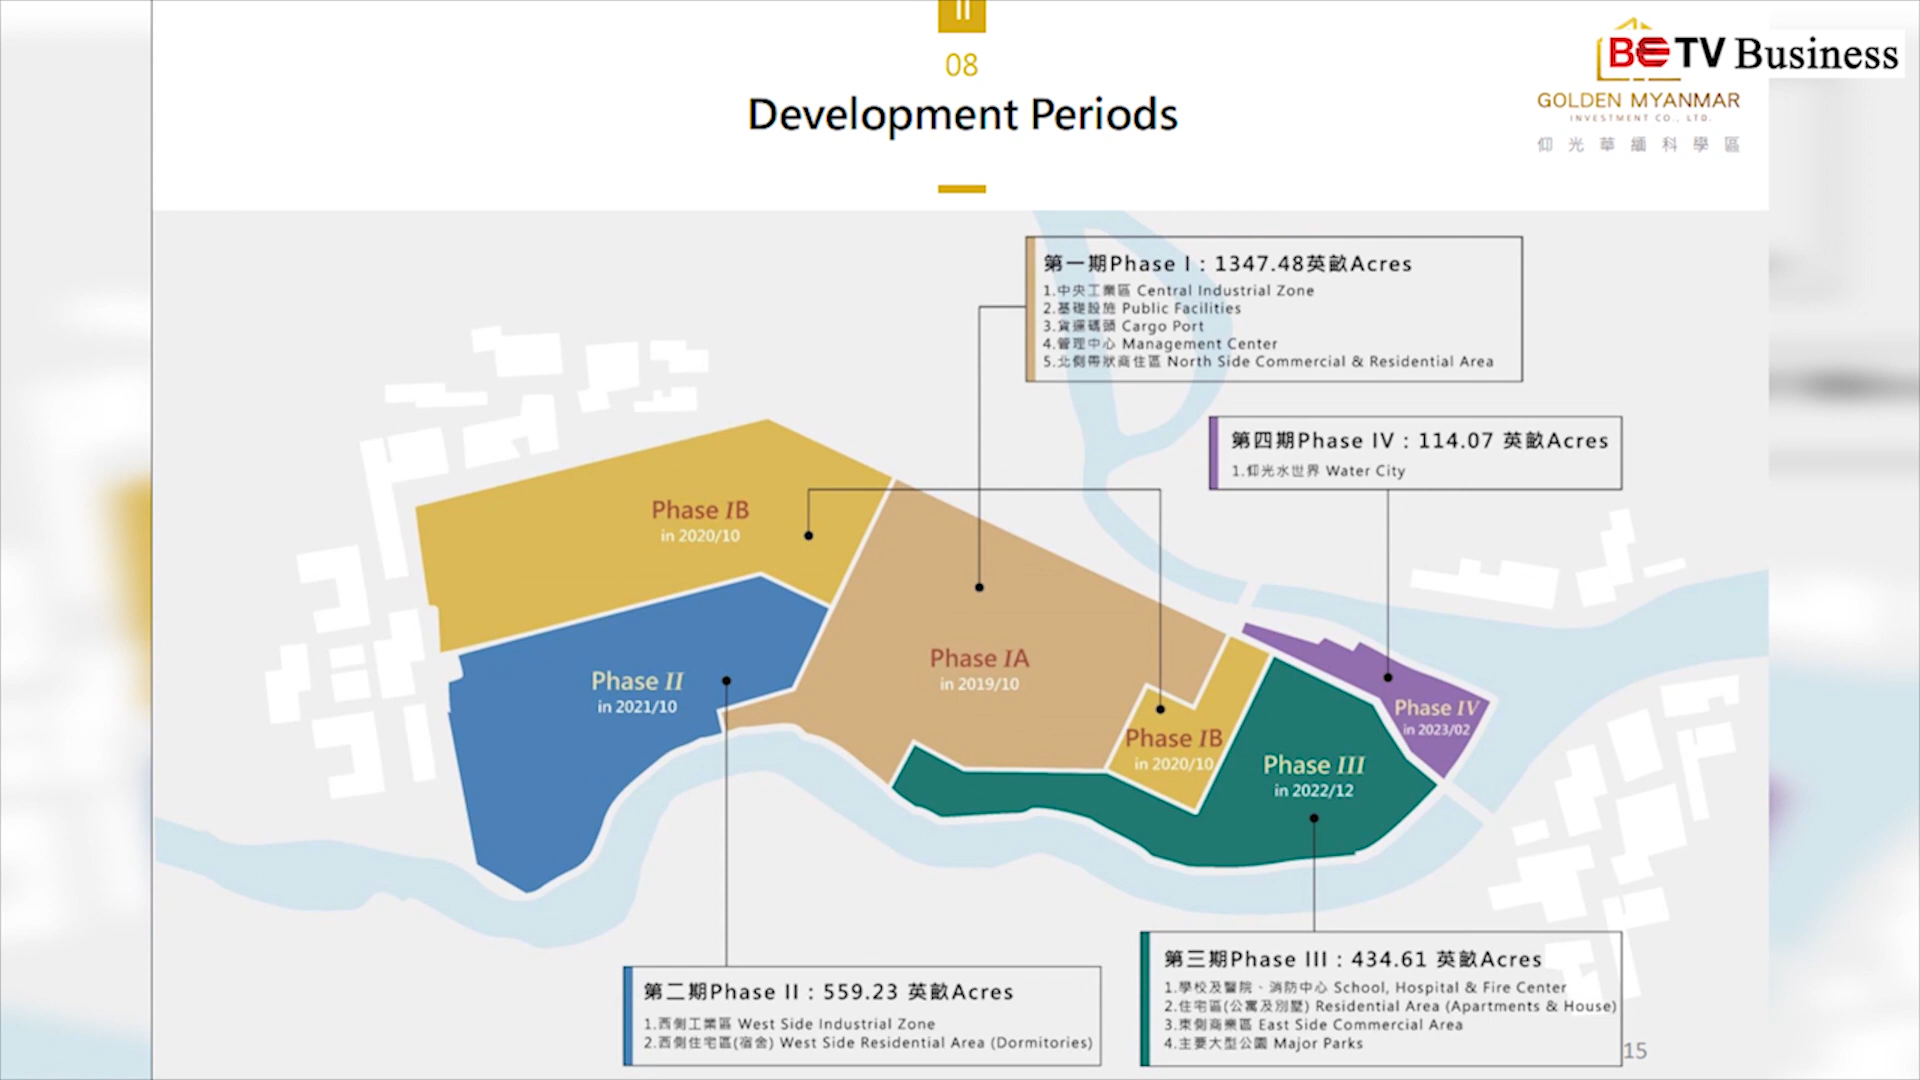 08
Development Periods
BETV Business
GOLDEN MYANMAR
INVESTMENT CO., LTD.
仰光華緬科學區
第一期Phase I：1347.48英畝Acres
1.中央工業區 Central Industrial Zone
2.基礎設施 Public Facilities
3.貨運碼頭 Cargo Port
4.管理中心 Management Center
5.北側帶狀商住區 North Side Commercial & Residential Area
第四期Phase IV：114.07 英畝Acres
1.仰光水世界 Water City
Phase IB
in 2020/10
Phase II
in 2021/10
Phase IA
in 2019/10
Phase IB
in 2020/10
Phase III
in 2022/12
Phase IV
in 2023/02
第二期Phase II：559.23 英畝Acres
1.西側工業區 West Side Industrial Zone
2.西側住宅區(宿舍) West Side Residential Area (Dormitories)
第三期Phase III：434.61 英畝Acres
1.學校及醫院、消防中心 School, Hospital & Fire Center
2.住宅區(公寓及別墅) Residential Area (Apartments & House)
3.東側商業區 East Side Commercial Area
4.主要大型公園 Major Parks
15